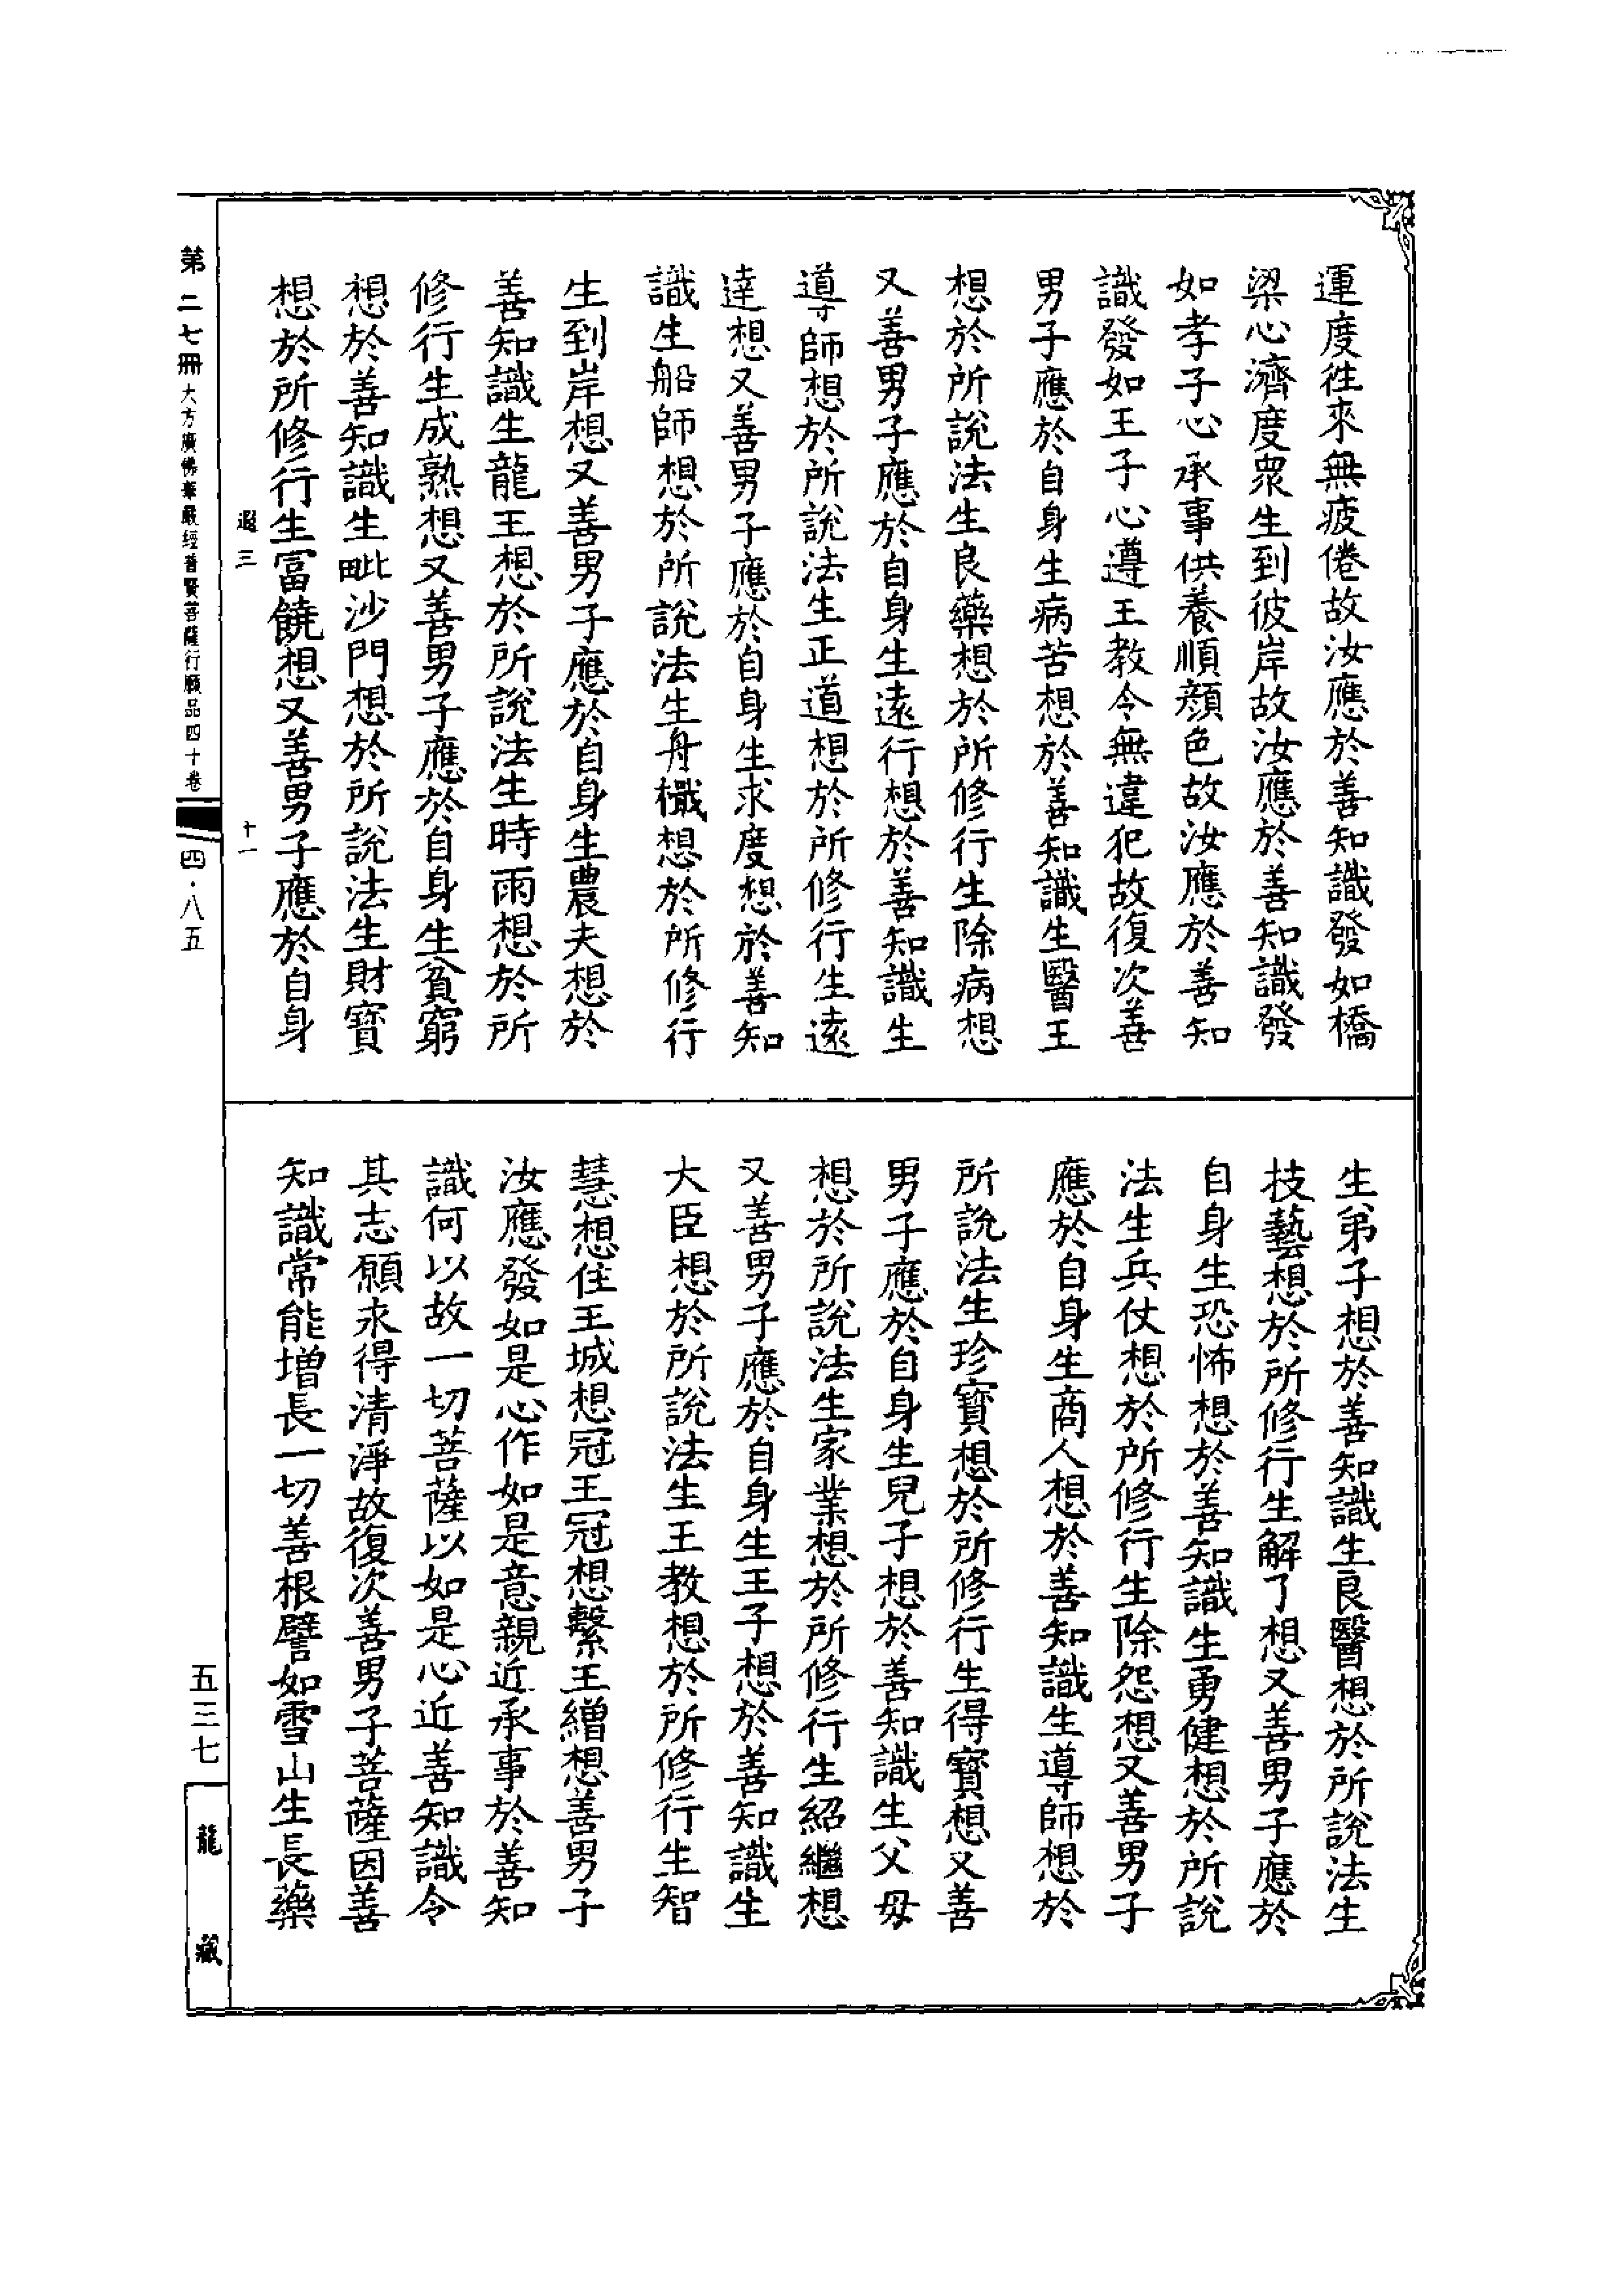 運度徃來無疲倦故汝應於善知識發如橋
梁心濟度衆生到彼岸故汝應於善知識發
如孝子心承事供養順顏色故汝應於善知
識發如王子心遵王教令無違犯故復次善
男子應於自身生病苦想於善知識生醫王
想於所說法生良藥想於所修行生除病想
又善男子應於自身生遠行想於善知識生
導師想於所說法生正道想於所修行生遠
達想又善男子應於自身生求度想於善知
識生船師想於所說法生舟檝想於所修行
生到岸想又善男子應於自身生農夫想於
善知識生龍王想於所說法生時雨想於所
修行生成熟想又善男子應於自身生貧窮
想於善知識生毗沙門想於所說法生財寶
想於所修行生富饒想又善男子應於自身
生弟子想於善知識生良醫想於所說法生
技藝想於所修行生解了想又善男子應於
自身生恐怖想於善知識生勇健想於所說
法生兵仗想於所修行生除怨想又善男子
應於自身生商人想於善知識生導師想於
所說法生珍寶想於所修行生得寶想又善
男子應於自身生兒子想於善知識生父母
想於所說法生家業想於所修行生紹繼想
又善男子應於自身生王子想於善知識生
大臣想於所說法生王教想於所修行生智
慧想住王城想冠王冠想繫王繒想善男子
汝應發如是心作如是意親近承事於善知
識何以故一切菩薩以如是心近善知識令
其志願永得清淨故復次善男子菩薩因善
知識常能增長一切善根譬如雪山生長藥
遐三
十一
第二七冊 大方廣佛華嚴經普賢菩薩行願品四十卷
四·八五
五三七
龍藏